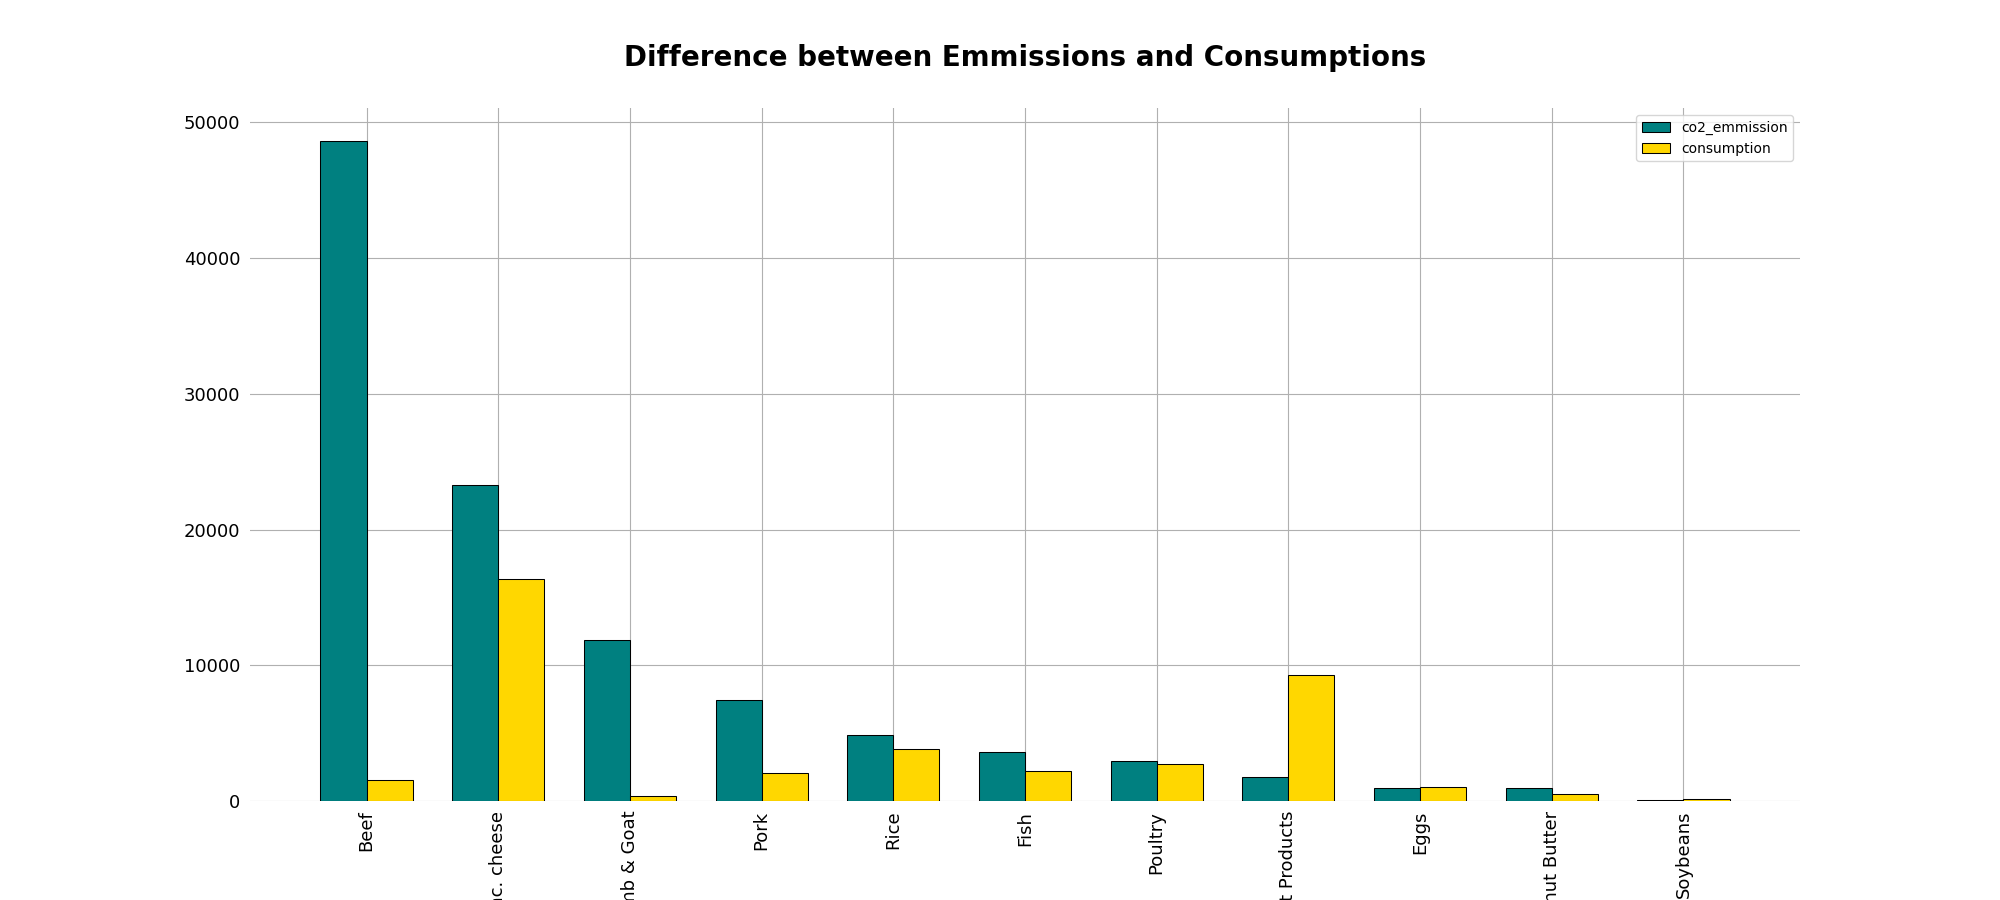 Difference between Emmissions and Consumptions
co2_emmission
consumption
50000
40000
30000
20000
10000
0
Beef
c. cheese
& Goat
Pork
Rice
Fish
Poultry
Products
Eggs
Butter
Soybeans